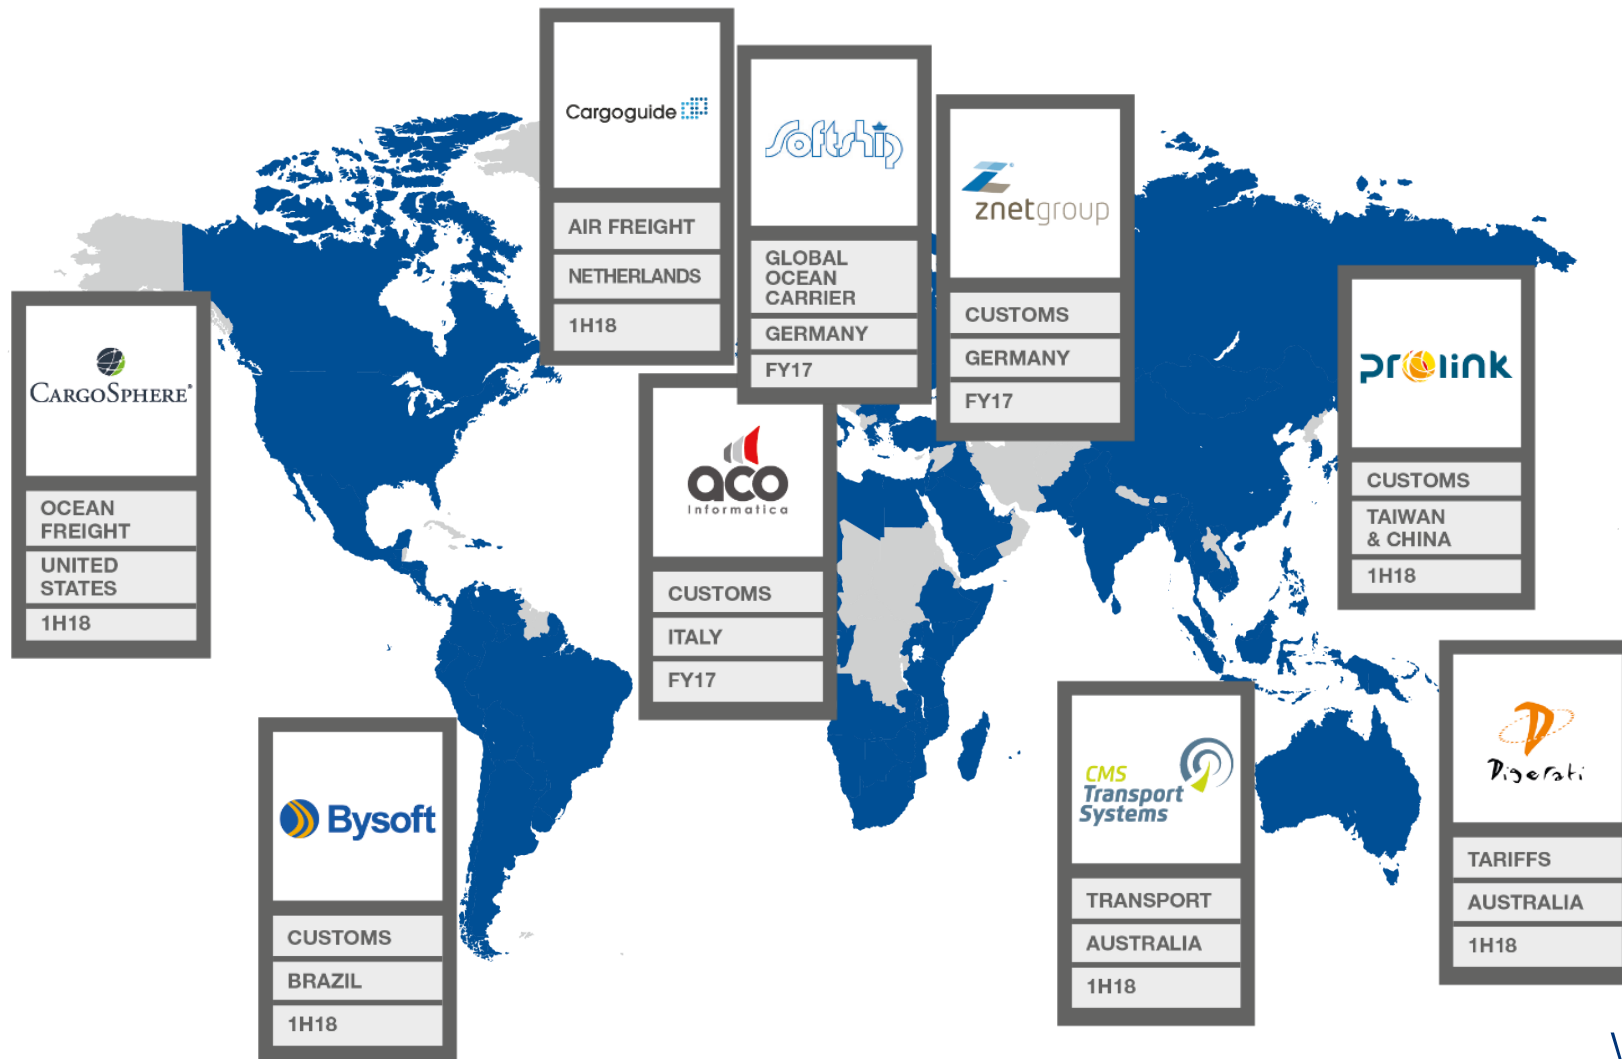 Cargoguide
AIR FREIGHT
NETHERLANDS
1H18
Softship
GLOBAL
OCEAN
CARRIER
GERMANY
FY17
znetgroup
CUSTOMS
GERMANY
FY17
CARGOSPHERE®
OCEAN
FREIGHT
UNITED
STATES
1H18
aco
Informatica
CUSTOMS
ITALY
FY17
prolink
CUSTOMS
TAIWAN
& CHINA
1H18
Bysoft
CUSTOMS
BRAZIL
1H18
CMS
Transport
Systems
TRANSPORT
AUSTRALIA
1H18
Digerati
TARIFFS
AUSTRALIA
1H18